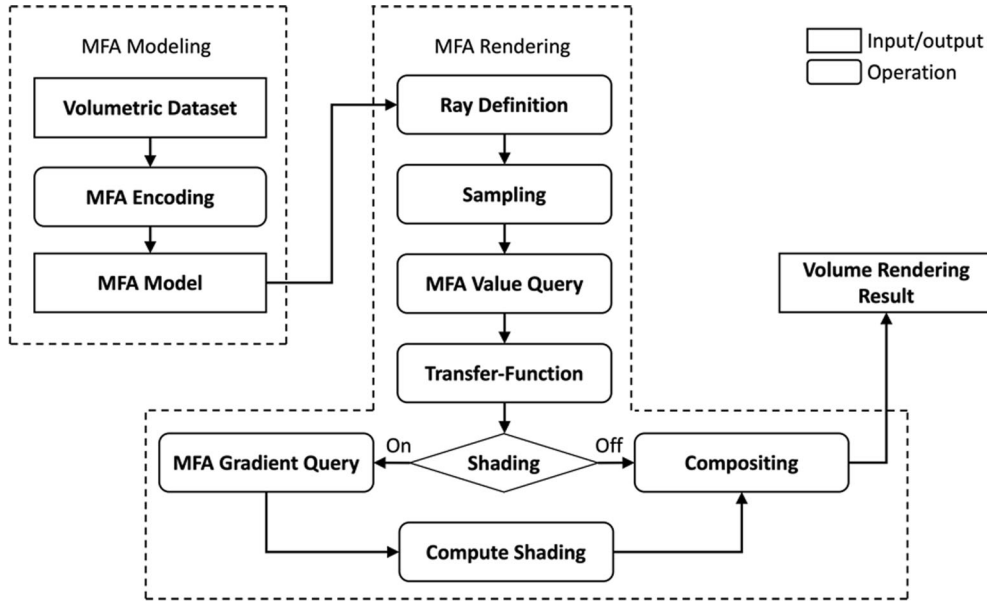 MFA Modeling
Volumetric Dataset
MFA Encoding
MFA Model
MFA Rendering
Ray Definition
Sampling
MFA Value Query
Transfer-Function
Shading
On
Off
MFA Gradient Query
Compute Shading
Compositing
Volume Rendering
Result
Input/output
Operation